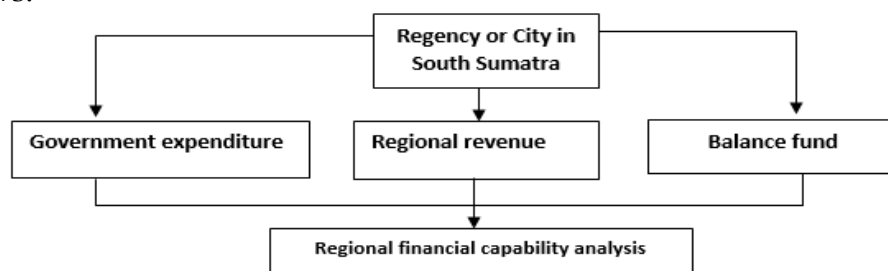 Regency or City in
South Sumatra
Government expenditure
Regional revenue
Balance fund
Regional financial capability analysis